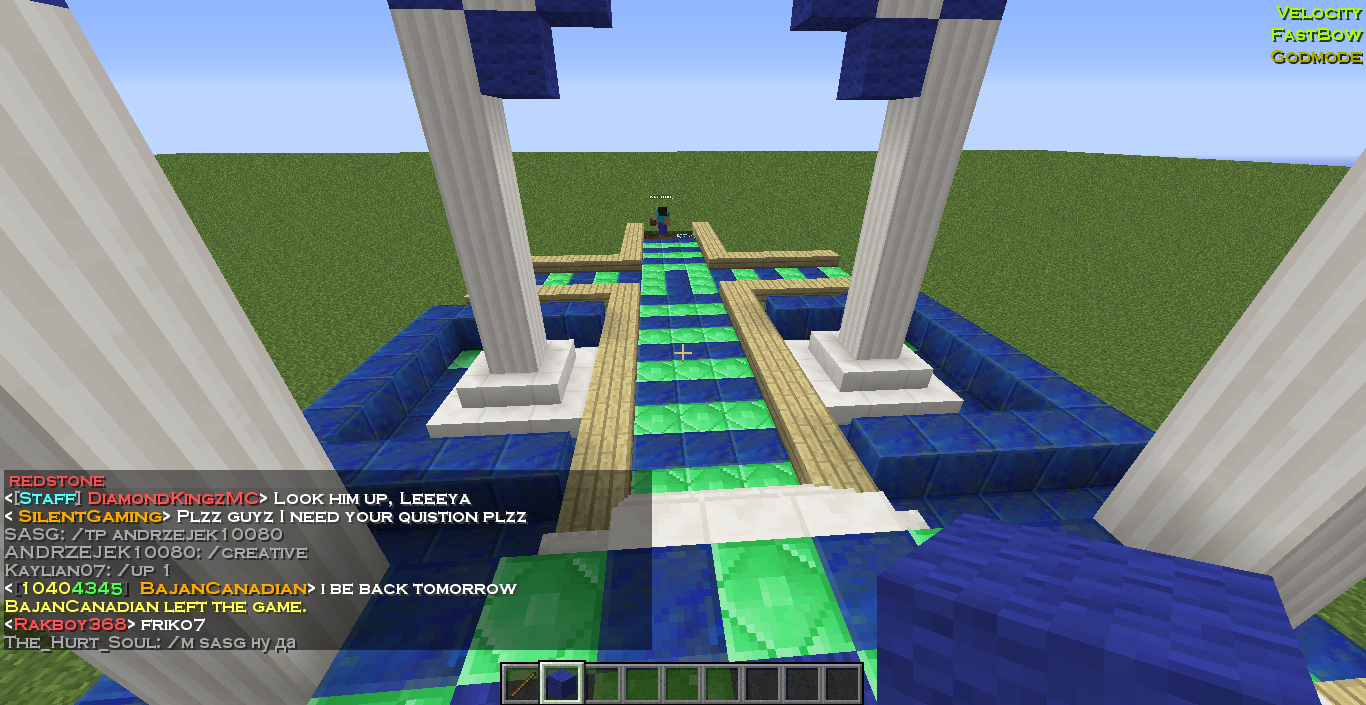 Velocity
FastBow
Godmode
redstone
<[Staff] DiamondKingzMC> Look him up, Leeeya
< SilentGaming> Plzz guyz I need your quistion plzz
SASG: /tp andrzejek10080
ANDRZEJEK10080: /creative
Kaylian07: /up 1
<[10404345] BajanCanadian> i be back tomorrow
BajanCanadian left the game.
<Rakboy368> friko7
The_Hurt_Soul: /m sasg ну да